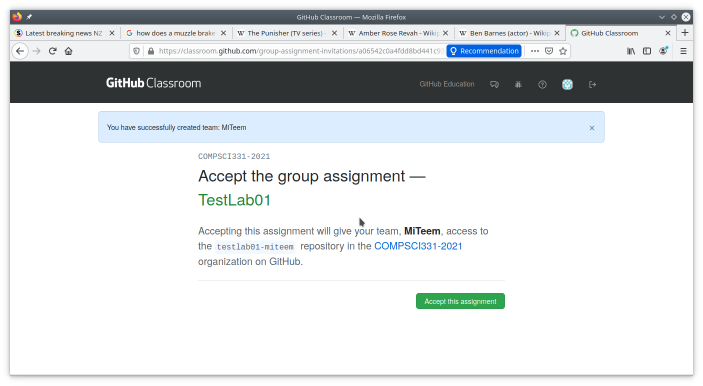 GitHub Classroom — Mozilla Firefox
Latest breaking news NZ
how does a muzzle brake
The Punisher (TV series) -
Amber Rose Revah - Wikip
Ben Barnes (actor) - Wikip
GitHub Classroom
https://classroom.github.com/group-assignment-invitations/a06542c0a4fdd8bd441c9
Recommendation
GitHub Classroom
GitHub Education
You have successfully created team: MiTeem
COMPSCI331-2021
Accept the group assignment —
TestLab01
Accepting this assignment will give your team, MiTeem, access to
the testlab01-miteem repository in the COMPSCI331-2021
organization on GitHub.
Accept this assignment